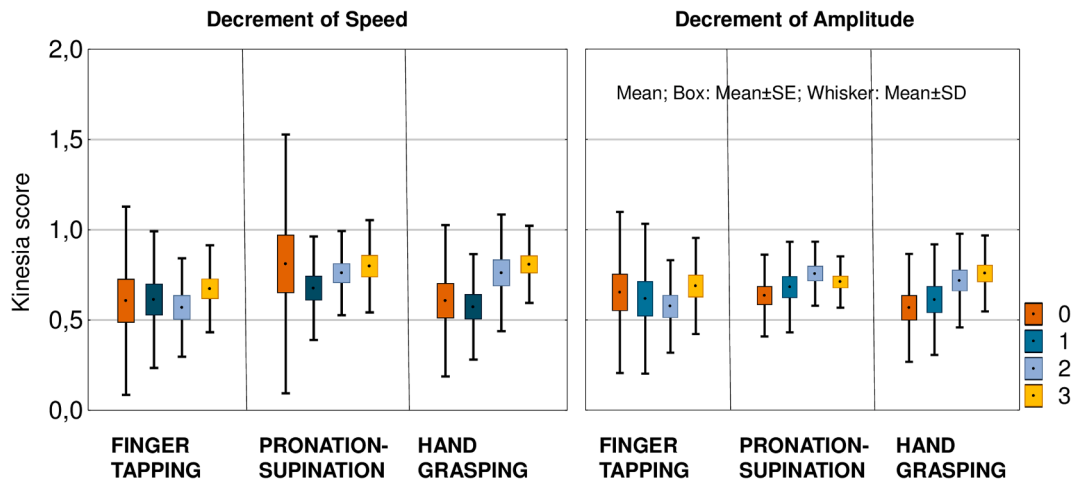 Decrement of Speed
Decrement of Amplitude
Kinesia score
2,0
1,5
1,0
0,5
0,0
Mean; Box: Mean±SE; Whisker: Mean±SD
0
1
2
3
FINGER
TAPPING
PRONATION-
SUPINATION
HAND
GRASPING
FINGER
TAPPING
PRONATION-
SUPINATION
HAND
GRASPING